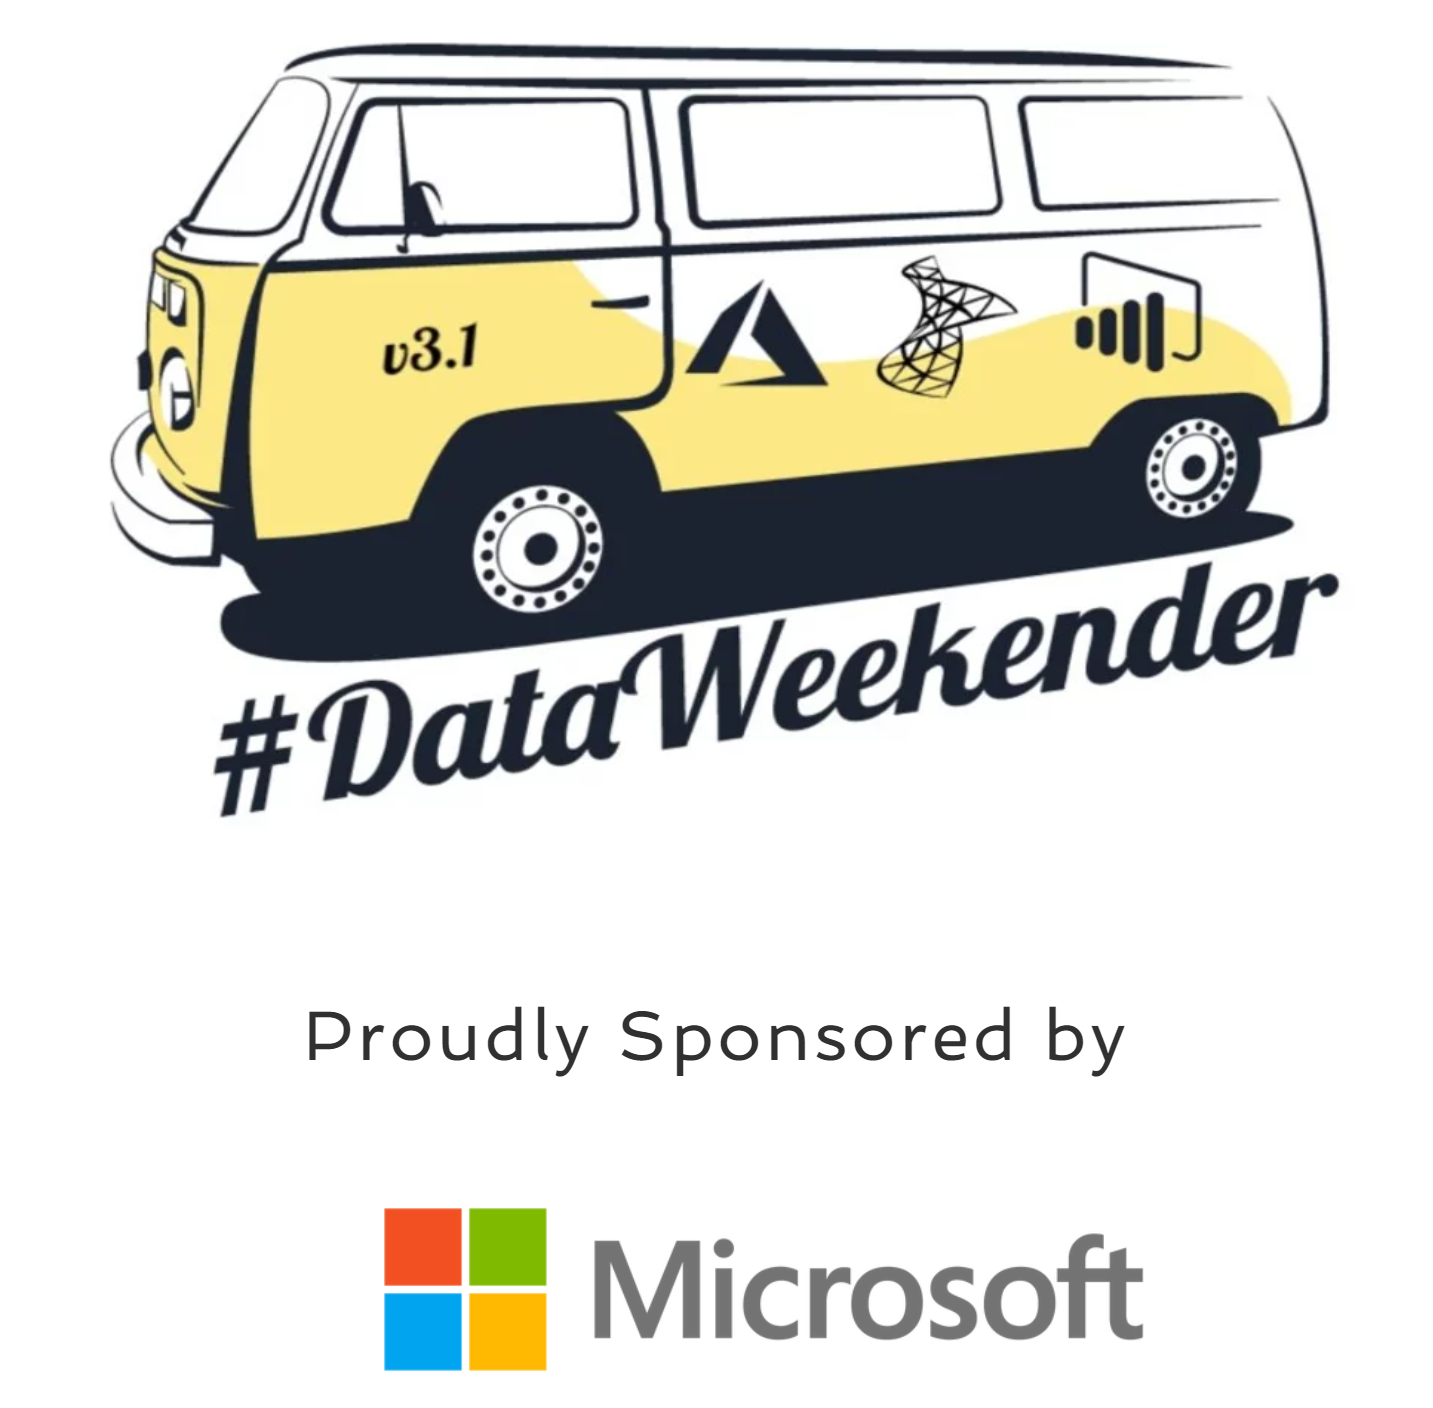 v3.1
#DataWeekender
Proudly Sponsored by
Microsoft